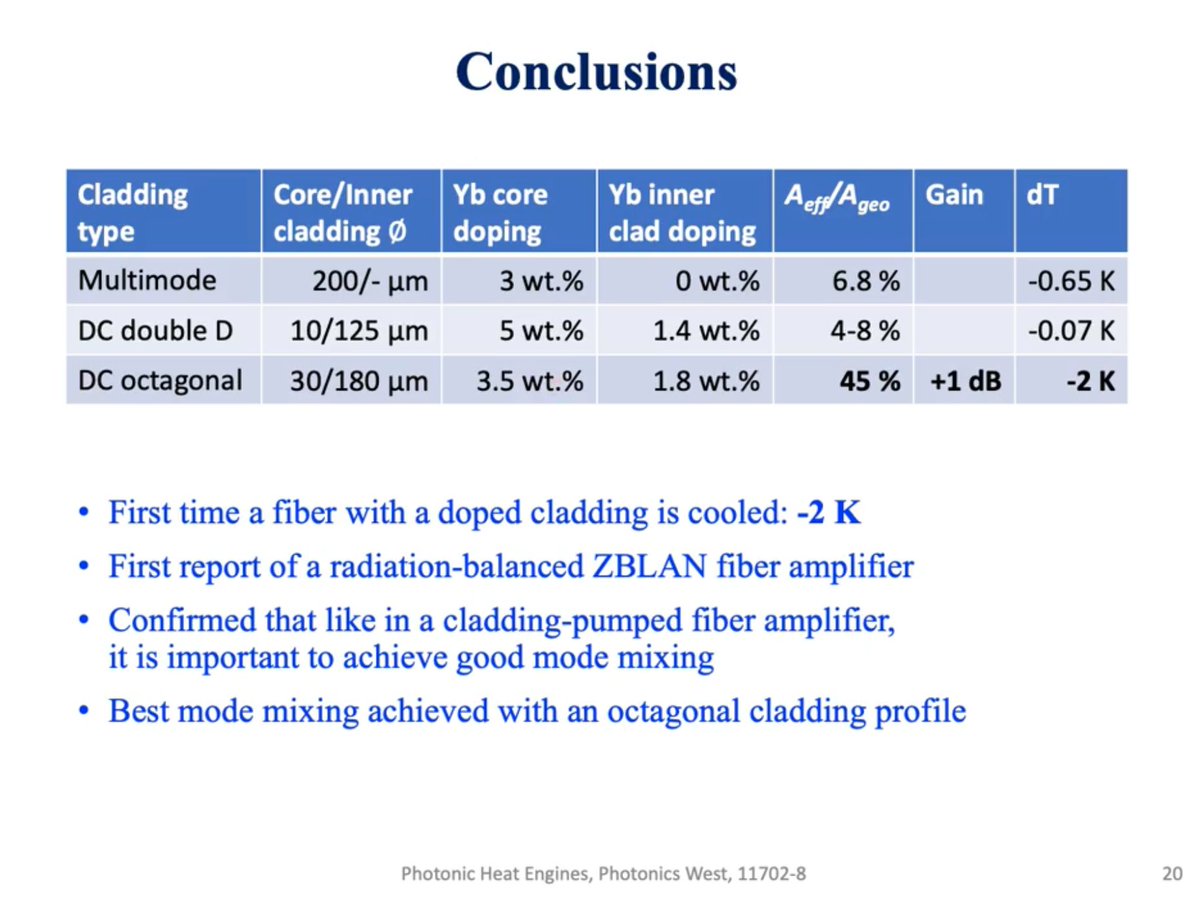 Conclusions
Cladding type | Core/Inner cladding Ø | Yb core doping | Yb inner clad doping | Aeff/Ageo | Gain | dT
Multimode | 200/- µm | 3 wt.% | 0 wt.% | 6.8 % | | -0.65 K
DC double D | 10/125 µm | 5 wt.% | 1.4 wt.% | 4-8 % | | -0.07 K
DC octagonal | 30/180 µm | 3.5 wt.% | 1.8 wt.% | 45 % | +1 dB | -2 K
• First time a fiber with a doped cladding is cooled: -2 K
• First report of a radiation-balanced ZBLAN fiber amplifier
• Confirmed that like in a cladding-pumped fiber amplifier,
it is important to achieve good mode mixing
• Best mode mixing achieved with an octagonal cladding profile
Photonic Heat Engines, Photonics West, 11702-8
20